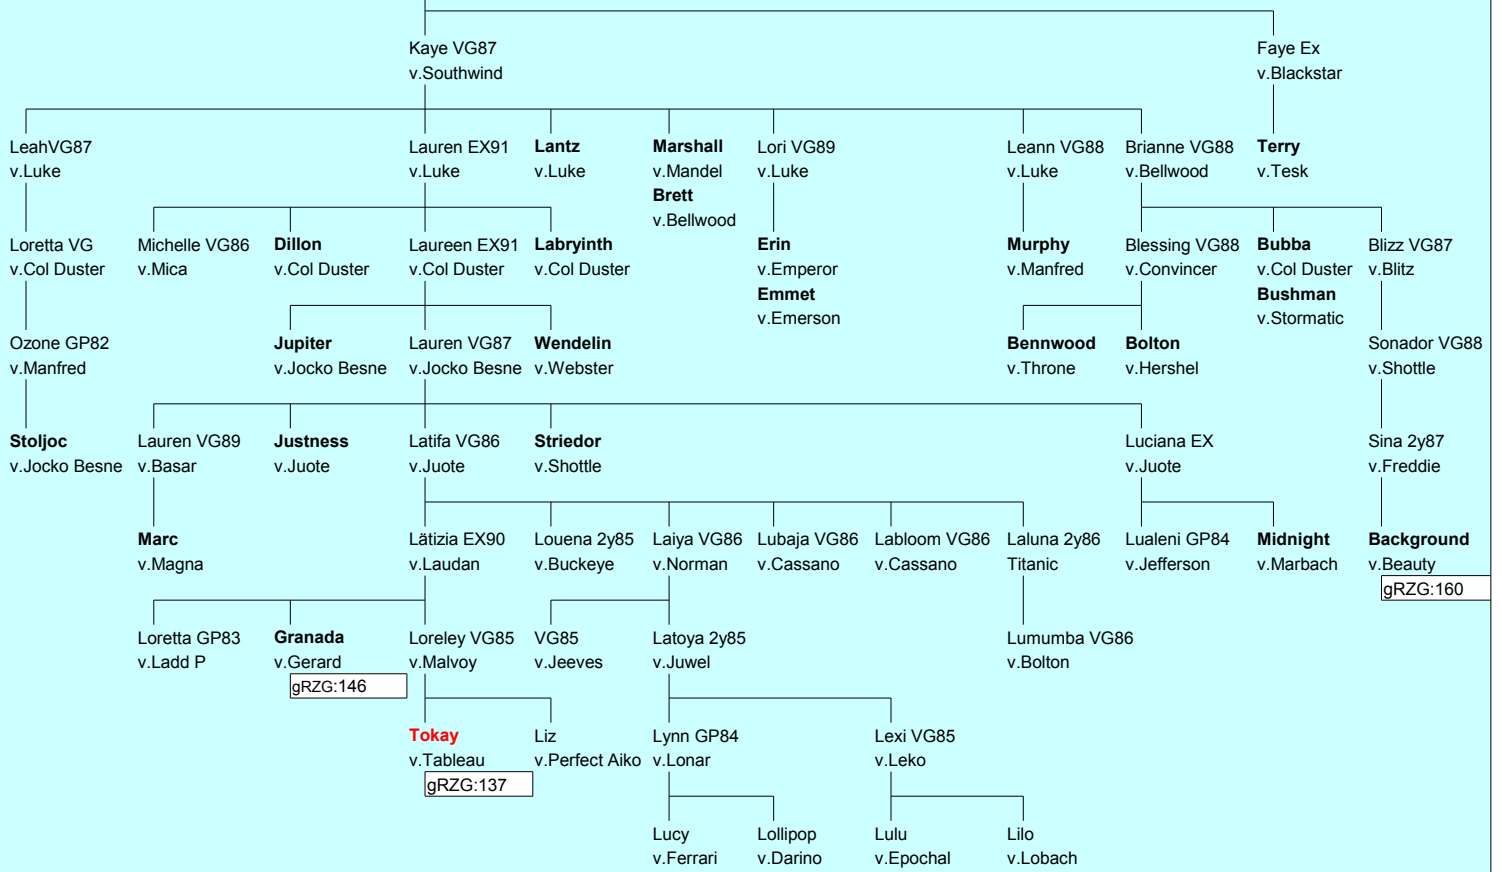 Kaye VG87
v.Southwind
Faye Ex
v.Blackstar
LeahVG87
v.Luke
Lauren EX91
v.Luke
Lantz
v.Luke
Marshall
v.Mandel
Brett
v.Bellwood
Lori VG89
v.Luke
Leann VG88
v.Luke
Brianne VG88
v.Bellwood
Terry
v.Tesk
Loretta VG
v.Col Duster
Michelle VG86
v.Mica
Dillon
v.Col Duster
Laureen EX91
v.Col Duster
Labryinth
v.Col Duster
Erin
v.Emperor
Emmet
v.Emerson
Murphy
v.Manfred
Blessing VG88
v.Convincer
Bubba
v.Col Duster
Bushman
v.Stormatic
Blizz VG87
v.Blitz
Ozone GP82
v.Manfred
Jupiter
v.Jocko Besne
Lauren VG87
v.Jocko Besne
Wendelin
v.Webster
Bennwood
v.Throne
Bolton
v.Hershel
Sonador VG88
v.Shottle
Stoljoc
v.Jocko Besne
Lauren VG89
v.Basar
Justness
v.Juote
Latifa VG86
v.Juote
Striedor
v.Shottle
Luciana EX
v.Juote
Sina 2y87
v.Freddie
Marc
v.Magna
Lätizia EX90
v.Laudan
Louena 2y85
v.Buckeye
Laiya VG86
v.Norman
Lubaja VG86
v.Cassano
Labloom VG86
v.Cassano
Laluna 2y86
Titanic
Lualeni GP84
v.Jefferson
Midnight
v.Marbach
Background
v.Beauty
gRZG:160
Loretta GP83
v.Ladd P
Granada
v.Gerard
gRZG:146
Loreley VG85
v.Malvoy
VG85
v.Jeeves
Latoya 2y85
v.Juwel
Lumumba VG86
v.Bolton
Tokay
v.Tableau
gRZG:137
Liz
v.Perfect Aiko
Lynn GP84
v.Lonar
Lexi VG85
v.Leko
Lucy
v.Ferrari
Lollipop
v.Darino
Lulu
v.Epochal
Lilo
v.Lobach